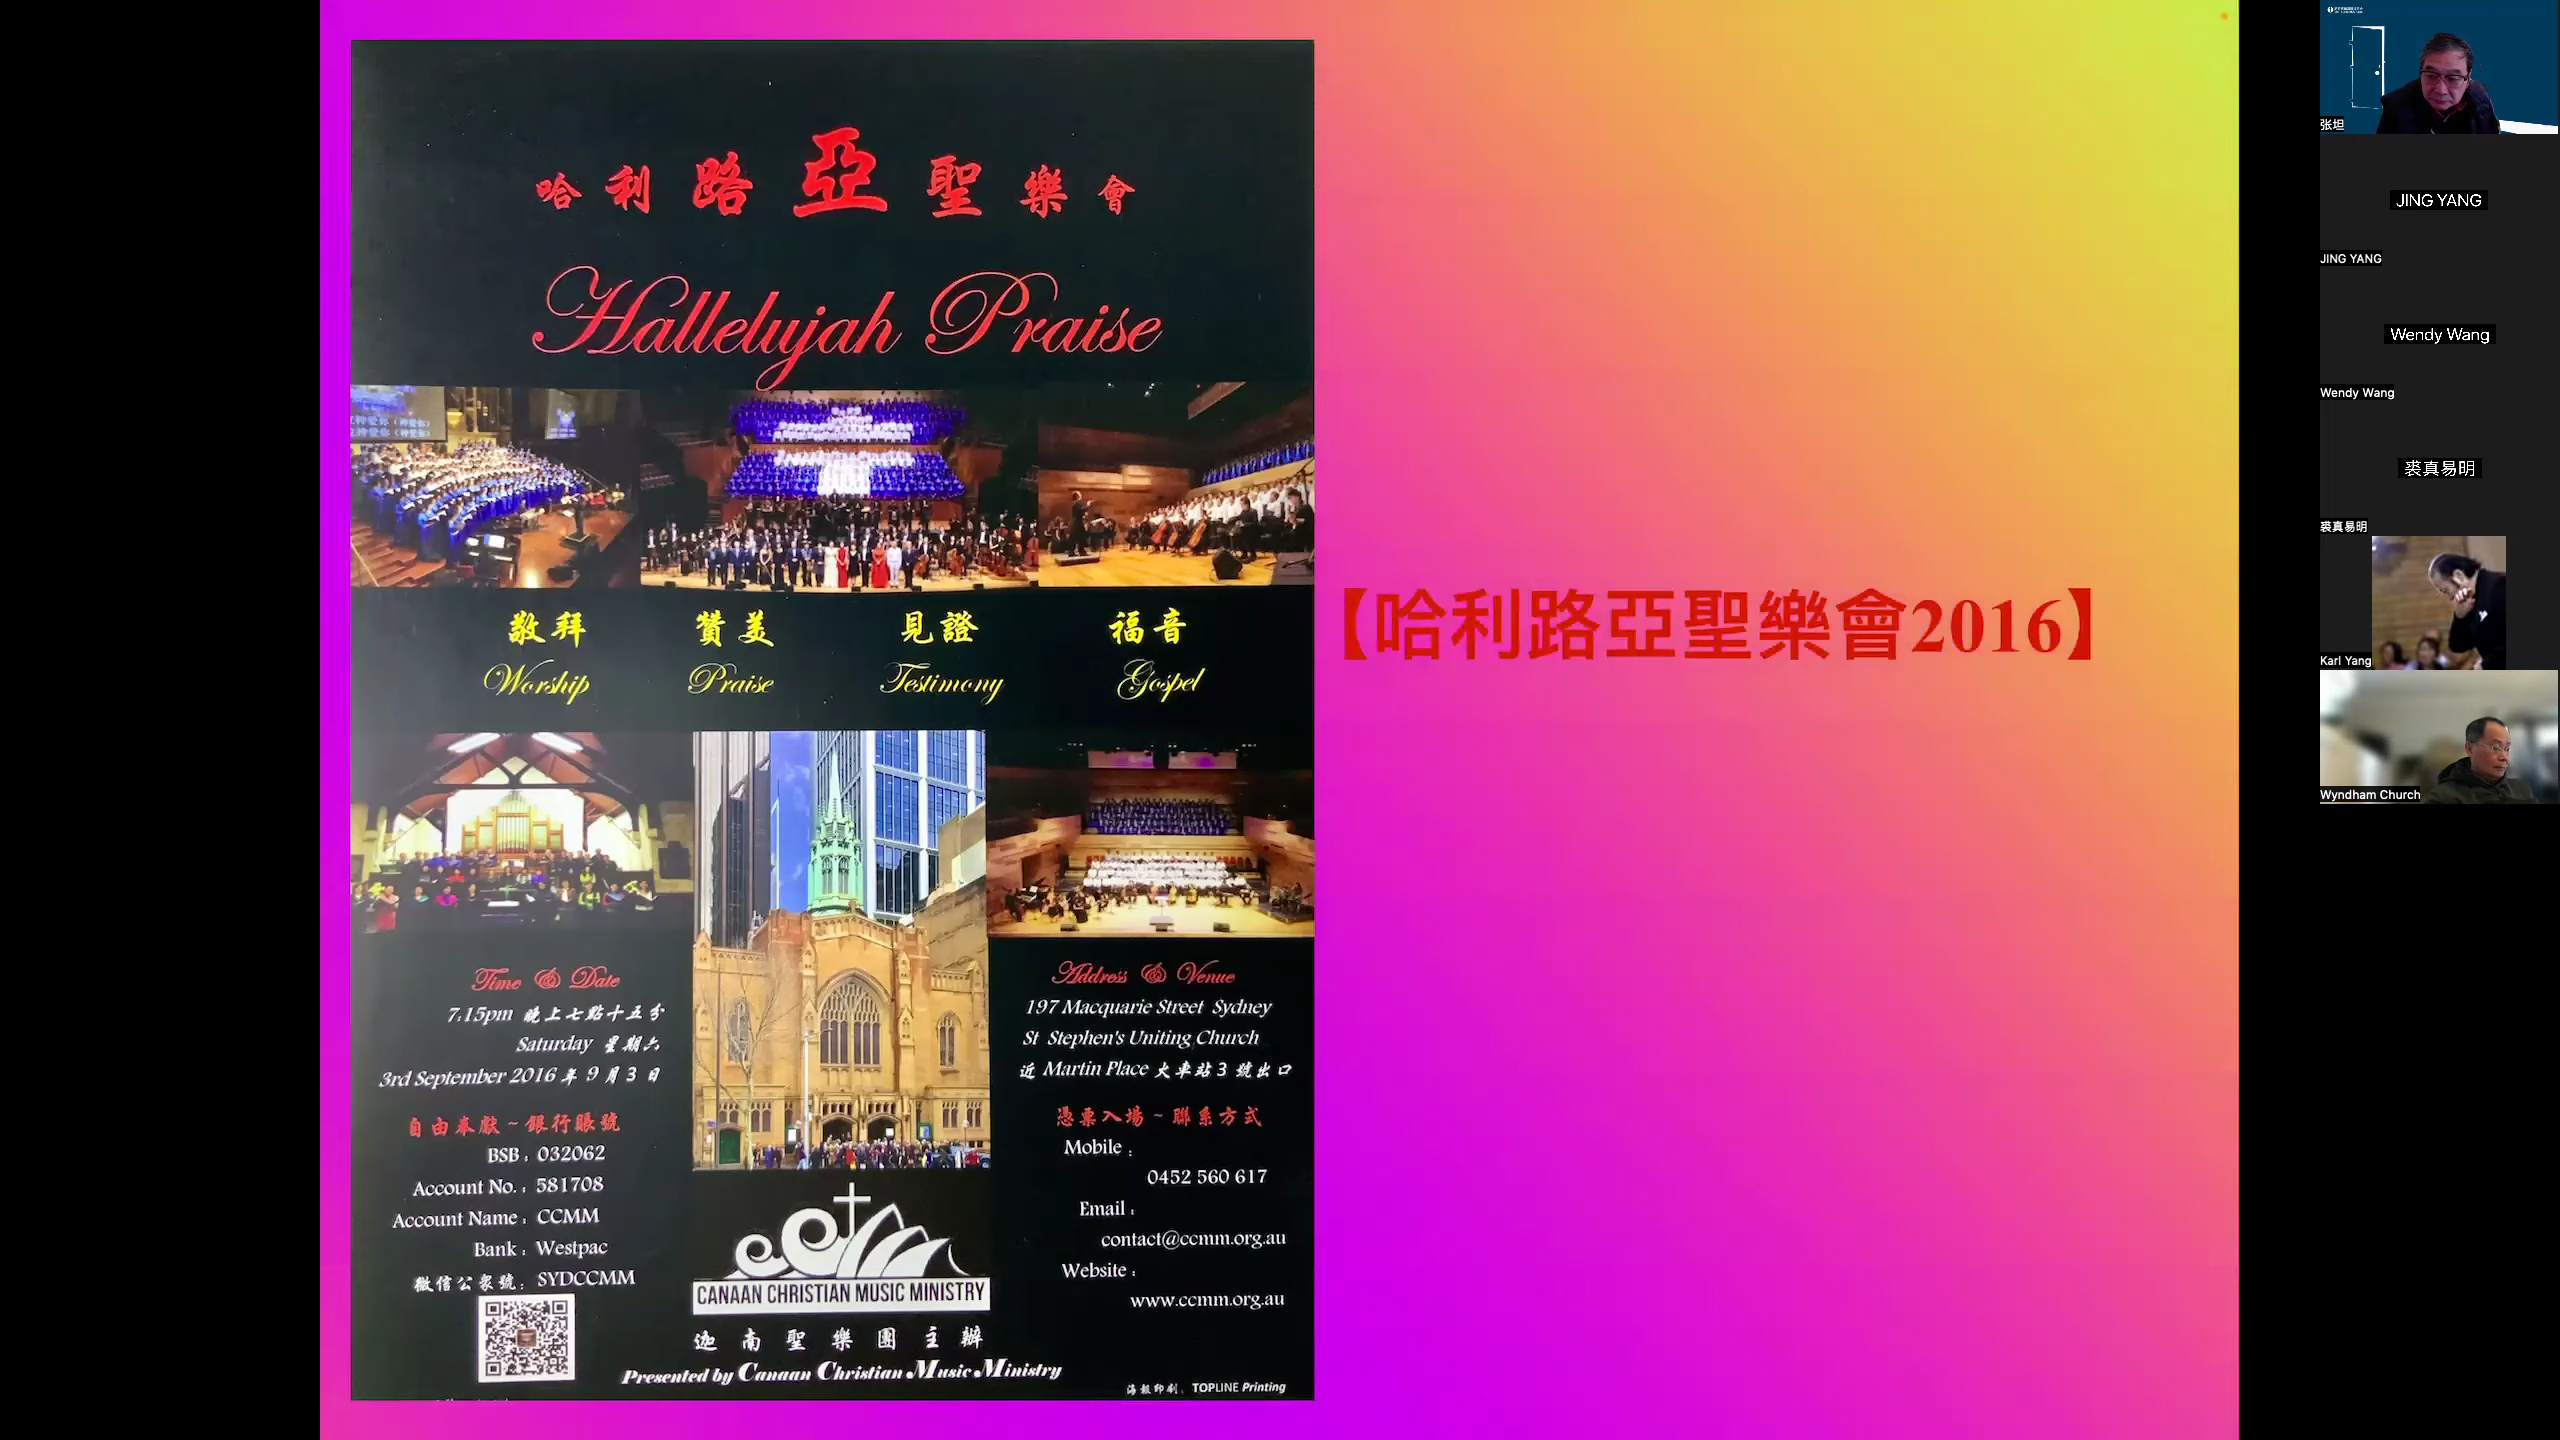 哈利路亞聖樂會
Hallelujah Praise
敬拜 贊美 見證 福音
Worship Praise Testimony Gospel
Time & Date
7:15pm 晚上七點十五分
Saturday 星期六
3rd September 2016 年 9 月 3 日
自由奉獻 ~ 銀行賬號
BSB : 032062
Account No. : 581708
Account Name : CCMM
Bank : Westpac
微信公衆號: SYDCCMM
CANAAN CHRISTIAN MUSIC MINISTRY
迦南聖樂團主辦
Presented by Canaan Christian Music Ministry
Address & Venue
197 Macquarie Street Sydney
St Stephen's Uniting Church
近 Martin Place 火車站 3 號出口
憑票入場 ~ 聯系方式
Mobile :
0452 560 617
Email :
contact@ccmm.org.au
Website :
www.ccmm.org.au
海報印刷: TOPLINE Printing
【哈利路亞聖樂會2016】
张坦
JING YANG
JING YANG
Wendy Wang
Wendy Wang
裘真易明
裘真易明
Karl Yang
Wyndham Church